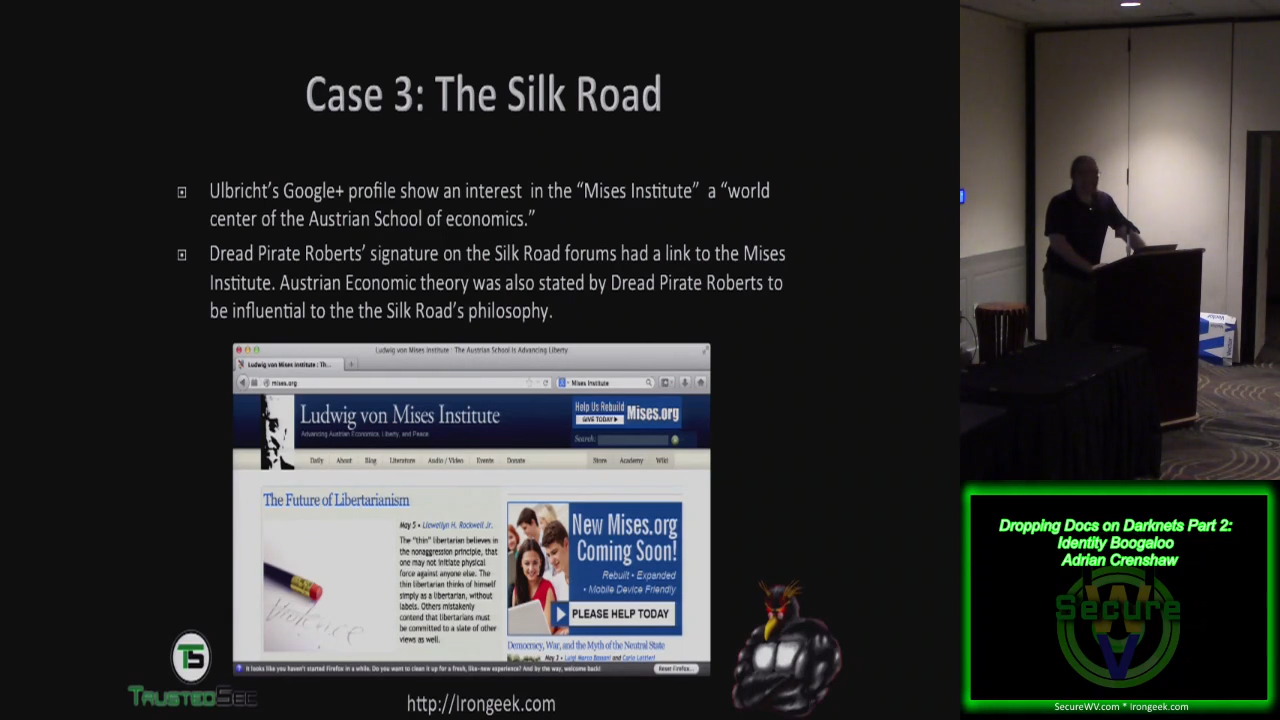 Case 3: The Silk Road
Ulbricht's Google+ profile show an interest in the "Mises Institute" a "world
center of the Austrian School of economics."
Dread Pirate Roberts' signature on the Silk Road forums had a link to the Mises
Institute. Austrian Economic theory was also stated by Dread Pirate Roberts to
be influential to the the Silk Road's philosophy.
Ludwig von Mises Institute : The Austrian School Is Advancing Liberty
Ludwig von Mises Institute : Th...
mises.org
Mises Institute
Ludwig von Mises Institute
Advancing Austrian Economics, Liberty, and Peace
Help Us Rebuild
GIVE TODAY
Mises.org
Search:
Daily About Blog Literature Audio / Video Events Donate Store Academy Wiki
The Future of Libertarianism
May 5 • Llewellyn H. Rockwell Jr.
The "thin" libertarian believes in
the nonaggression principle, that
one may not initiate physical
force against anyone else. The
thin libertarian thinks of himself
simply as a libertarian, without
labels. Others mistakenly
contend that libertarians must
be committed to a slate of other
views as well.
Violence
New Mises.org
Coming Soon!
Rebuilt • Expanded
• Mobile Device Friendly
PLEASE HELP TODAY
Democracy, War, and the Myth of the Neutral State
May 3 • Luigi Marco Bassani and Carlo Lottieri
It looks like you haven't started Firefox in a while. Do you want to clean it up for a fresh, like-new experience? And by the way, welcome back!
Reset Firefox...
TS
TRUSTEDSEC
http://Irongeek.com
Dropping Docs on Darknets Part 2:
Identity Boogaloo
Adrian Crenshaw
Secure
WV
SecureWV.com * Irongeek.com